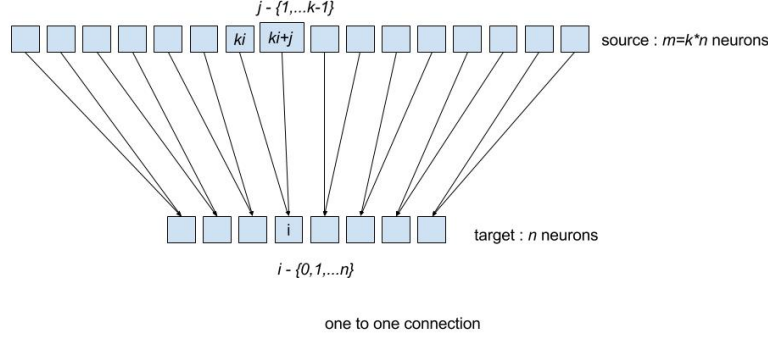 j - {1,...k-1}
ki
ki+j
source : m=k*n neurons
i
target : n neurons
i - {0,1,...n}
one to one connection